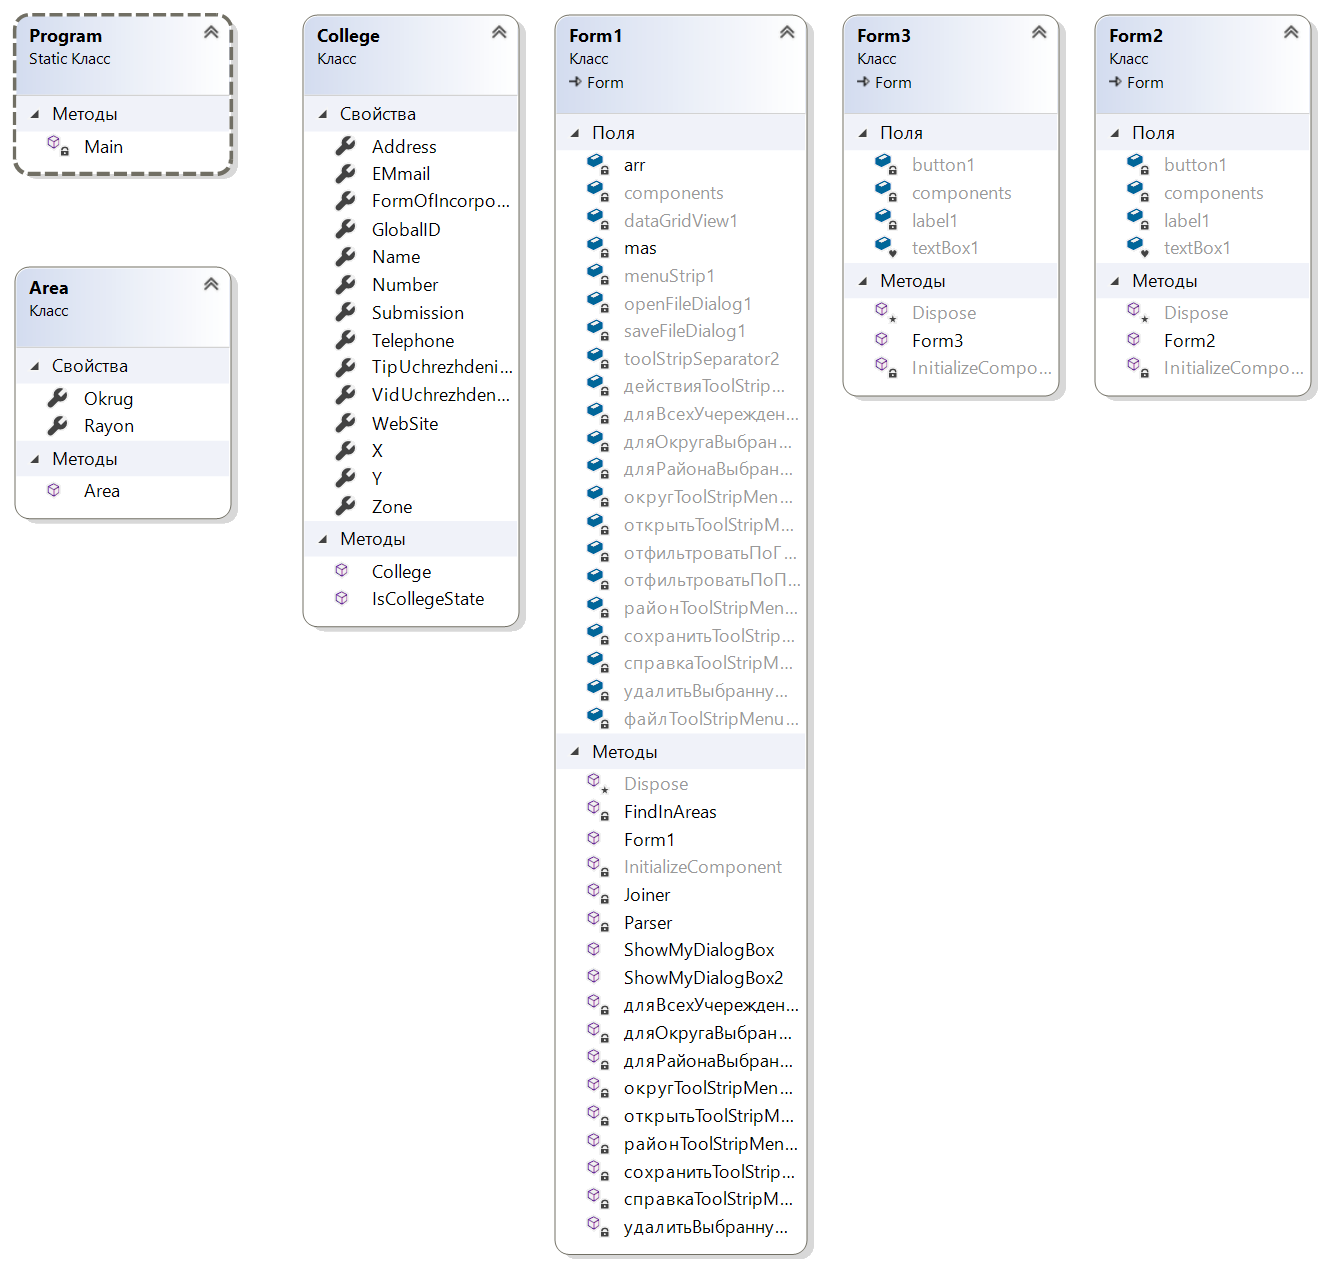 Program
Static Класс
Методы
Main
Area
Класс
Свойства
Okrug
Rayon
Методы
Area
College
Класс
Свойства
Address
EMmail
FormOfIncorpo...
GlobalID
Name
Number
Submission
Telephone
TipUchrezhdeni...
VidUchrezhden...
WebSite
X
Y
Zone
Методы
College
IsCollegeState
Form1
Класс
Form
Поля
arr
components
dataGridView1
mas
menuStrip1
openFileDialog1
saveFileDialog1
toolStripSeparator2
действияToolStrip...
дляВсехУчережден...
дляОкругаВыбран...
дляРайонаВыбран...
округToolStripMen...
открытьToolStripM...
отфильтроватьПоГ...
отфильтроватьПоП...
районToolStripMen...
сохранитьToolStrip...
справкаToolStripM...
удалитьВыбранну...
файлToolStripMenu...
Методы
Dispose
FindInAreas
Form1
InitializeComponent
Joiner
Parser
ShowMyDialogBox
ShowMyDialogBox2
дляВсехУчережден...
дляОкругаВыбран...
дляРайонаВыбран...
округToolStripMen...
открытьToolStripM...
районToolStripMen...
сохранитьToolStrip...
справкаToolStripM...
удалитьВыбранну...
Form3
Класс
Form
Поля
button1
components
label1
textBox1
Методы
Dispose
Form3
InitializeCompo...
Form2
Класс
Form
Поля
button1
components
label1
textBox1
Методы
Dispose
Form2
InitializeCompo...